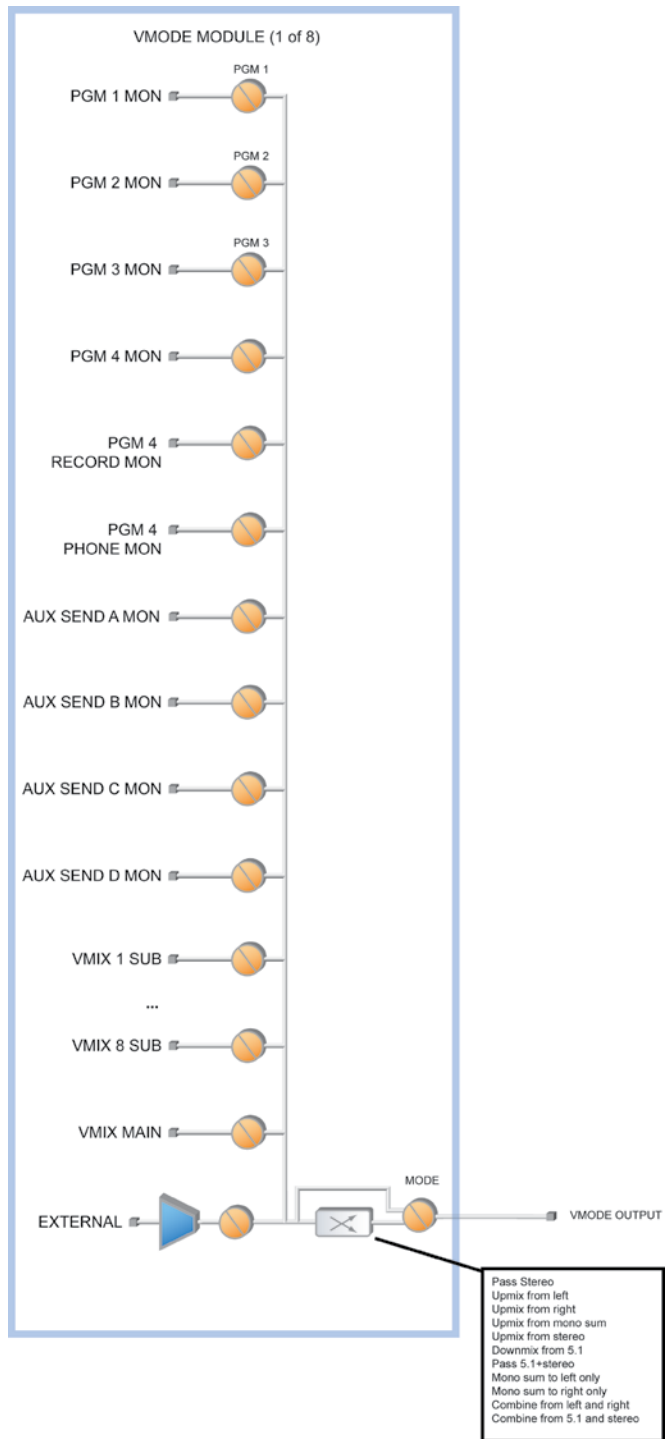 VMODE MODULE (1 of 8)
PGM 1
PGM 1 MON
PGM 2
PGM 2 MON
PGM 3
PGM 3 MON
PGM 4 MON
PGM 4
RECORD MON
PGM 4
PHONE MON
AUX SEND A MON
AUX SEND B MON
AUX SEND C MON
AUX SEND D MON
VMIX 1 SUB
...
VMIX 8 SUB
VMIX MAIN
MODE
EXTERNAL
VMODE OUTPUT
Pass Stereo
Upmix from left
Upmix from right
Upmix from mono sum
Upmix from stereo
Downmix from 5.1
Pass 5.1+stereo
Mono sum to left only
Mono sum to right only
Combine from left and right
Combine from 5.1 and stereo